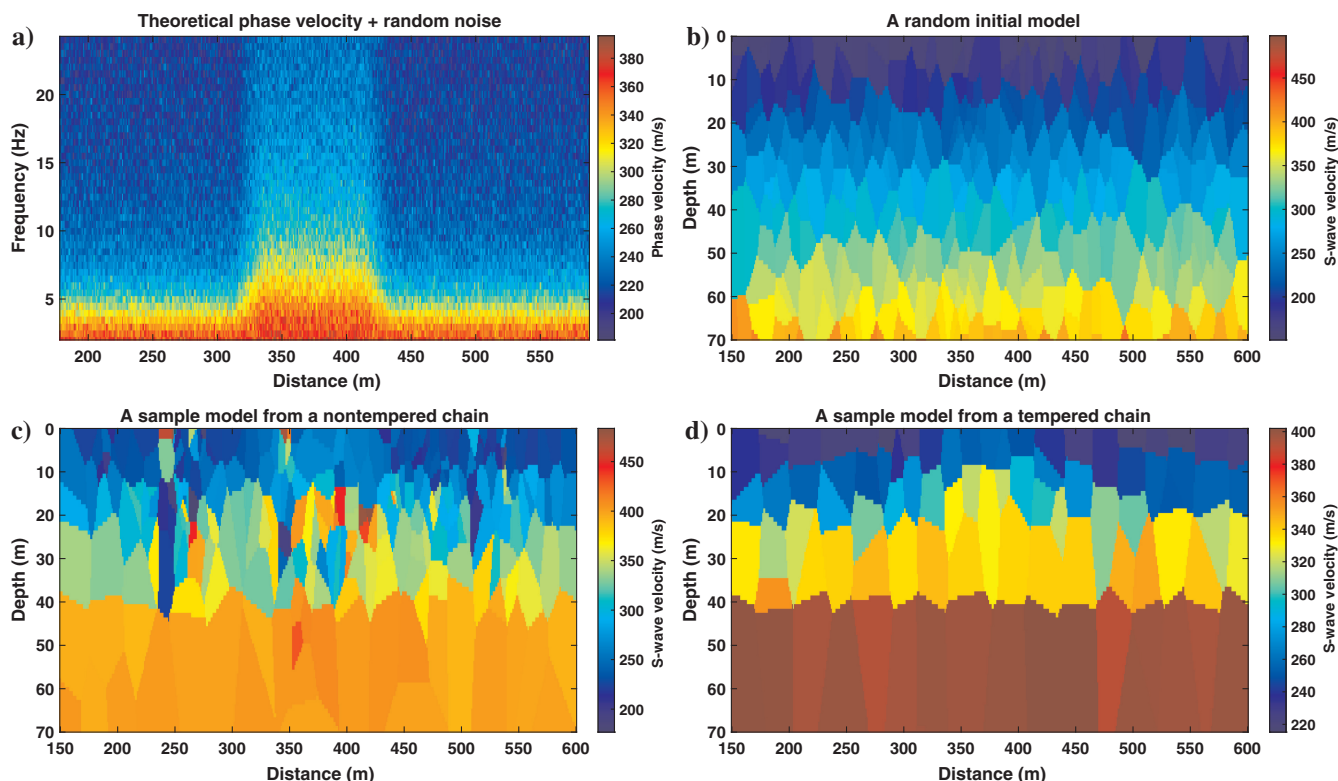 a)
Theoretical phase velocity + random noise
Frequency (Hz)
20
15
10
5
200 250 300 350 400 450 500 550
Distance (m)
380
360
340
320
300
280
260
240
220
200
Phase velocity (m/s)
b)
A random initial model
Depth (m)
0
10
20
30
40
50
60
70
150 200 250 300 350 400 450 500 550 600
Distance (m)
450
400
350
300
250
200
S-wave velocity (m/s)
c)
A sample model from a nontempered chain
Depth (m)
0
10
20
30
40
50
60
70
150 200 250 300 350 400 450 500 550 600
Distance (m)
450
400
350
300
250
200
S-wave velocity (m/s)
d)
A sample model from a tempered chain
Depth (m)
0
10
20
30
40
50
60
70
150 200 250 300 350 400 450 500 550 600
Distance (m)
400
380
360
340
320
300
280
260
240
220
S-wave velocity (m/s)